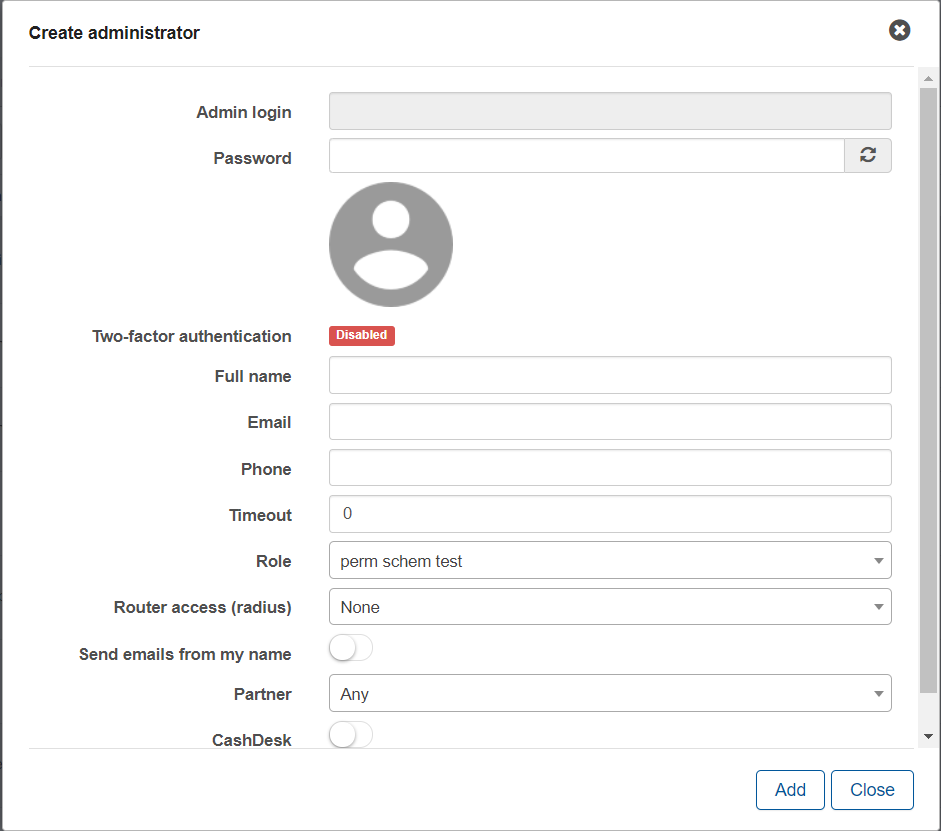 Create administrator
Admin login
Password
Two-factor authentication Disabled
Full name
Email
Phone
Timeout 0
Role perm schem test
Router access (radius) None
Send emails from my name
Partner Any
CashDesk
Add Close